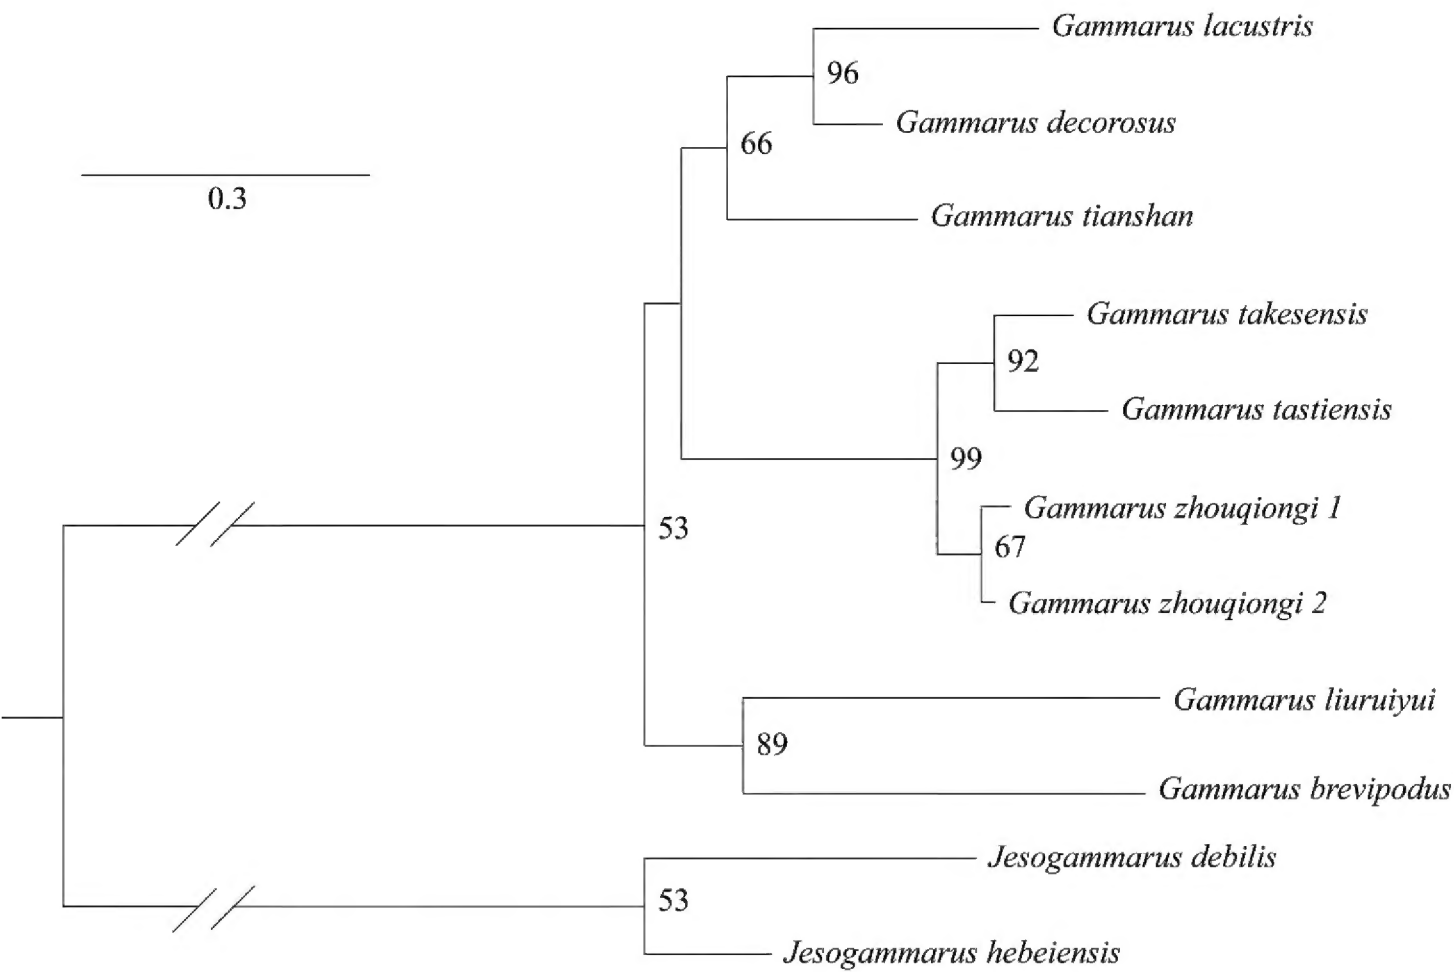 Gammarus lacustris
96
Gammarus decorosus
66
0.3
Gammarus tianshan
Gammarus takesensis
92
Gammarus tastiensis
99
Gammarus zhouqiongi 1
53
67
Gammarus zhouqiongi 2
Gammarus liuruiyui
89
Gammarus brevipodus
Jesogammarus debilis
53
Jesogammarus hebeiensis